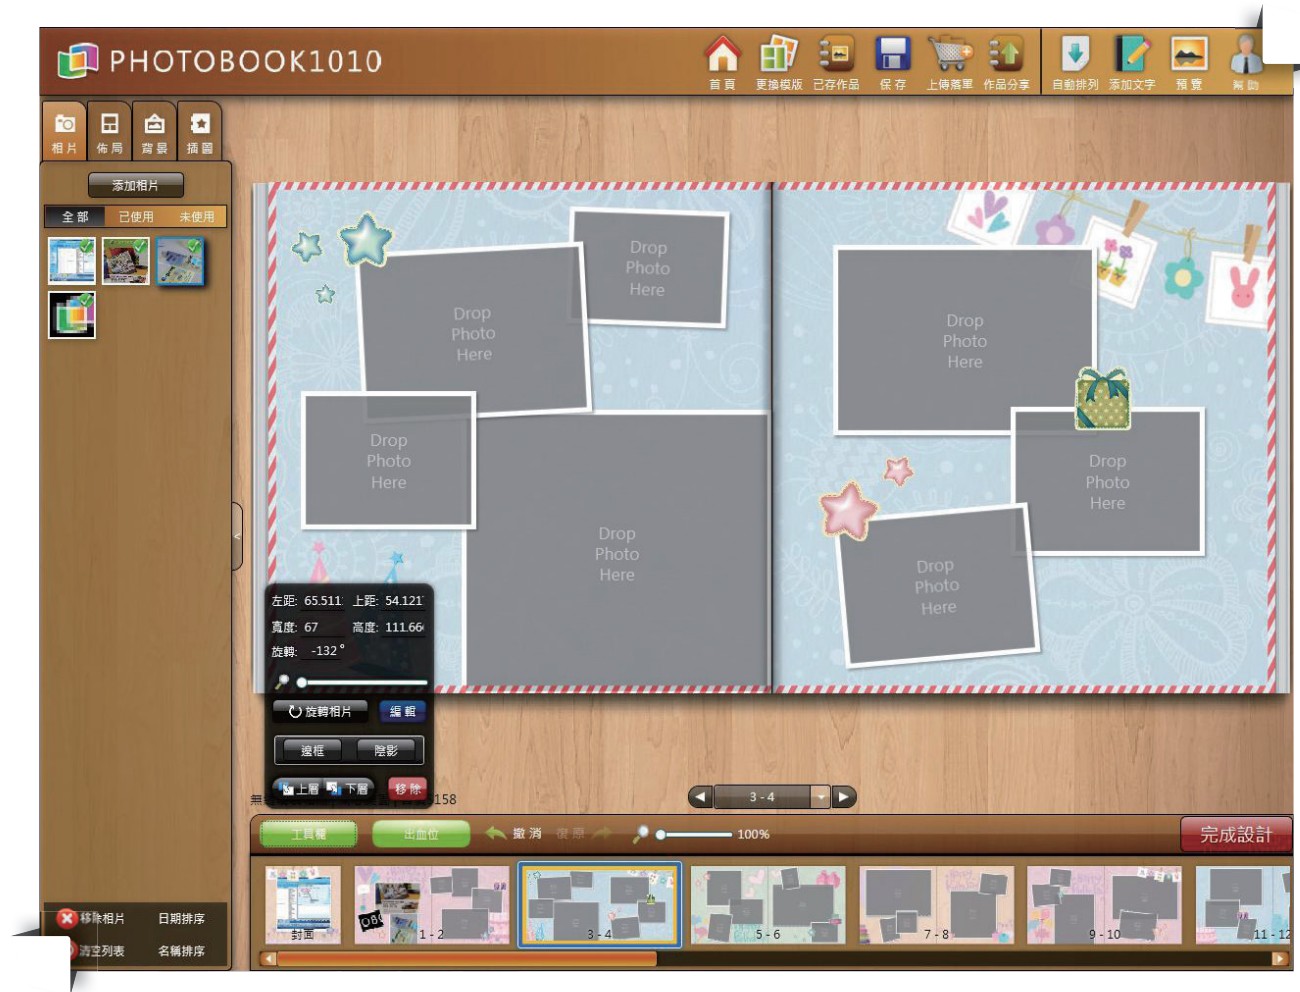 PHOTOBOOK1010
首頁 更換模版 已存作品 保存 上傳落單 作品分享 自動排列 添加文字 預覽 幫助
相片 佈局 背景 插圖
添加相片
全部 已使用 未使用
Drop
Photo
Here
Drop
Photo
Here
Drop
Photo
Here
Drop
Photo
Here
Drop
Photo
Here
Drop
Photo
Here
Drop
Photo
Here
<
左距: 65.511 上距: 54.121
寬度: 67 高度: 111.66
旋轉: -132°
旋轉相片 編輯
邊框 陰影
上層 下層 移除
無 158
3 - 4
工具欄 出血位 撤消 復原 100% 完成設計
封面 1 - 2 3 - 4 5 - 6 7 - 8 9 - 10 11 - 12
移除相片 日期排序
清空列表 名稱排序